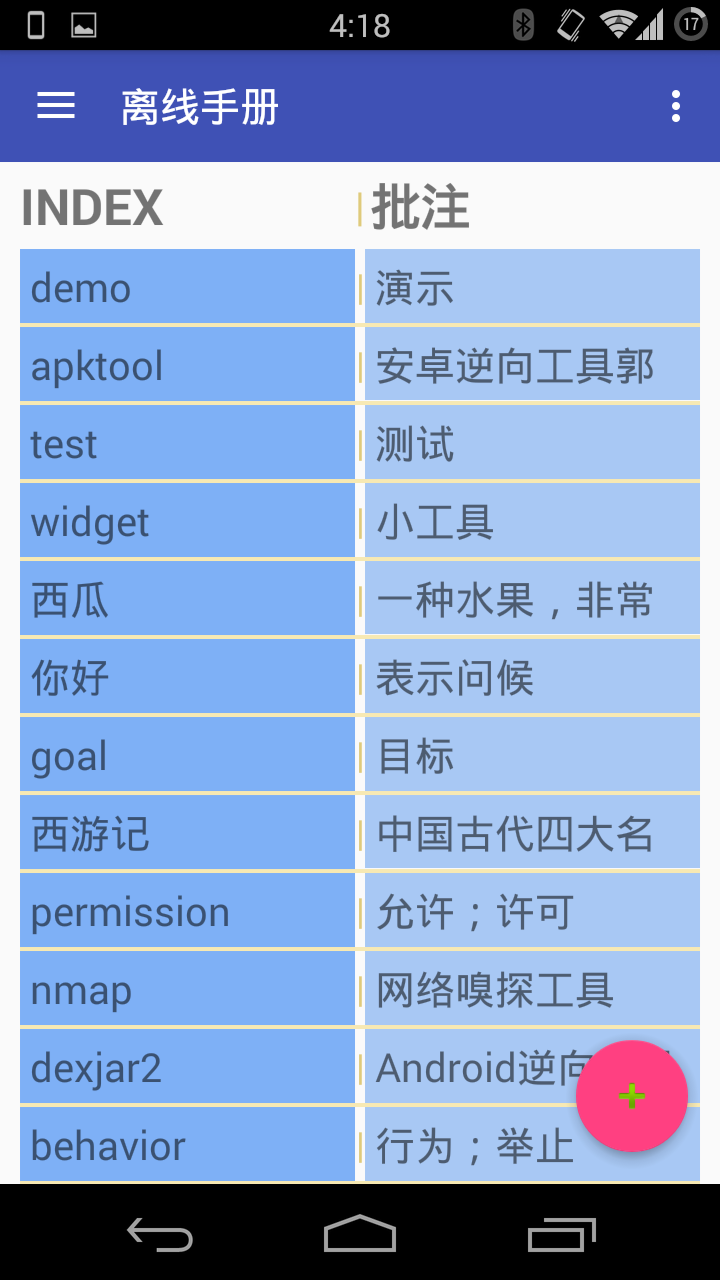 4:18
17
离线手册
INDEX 批注
demo 演示
apktool 安卓逆向工具郭
test 测试
widget 小工具
西瓜 一种水果，非常
你好 表示问候
goal 目标
西游记 中国古代四大名
permission 允许；许可
nmap 网络嗅探工具
dexjar2 Android逆向
behavior 行为；举止